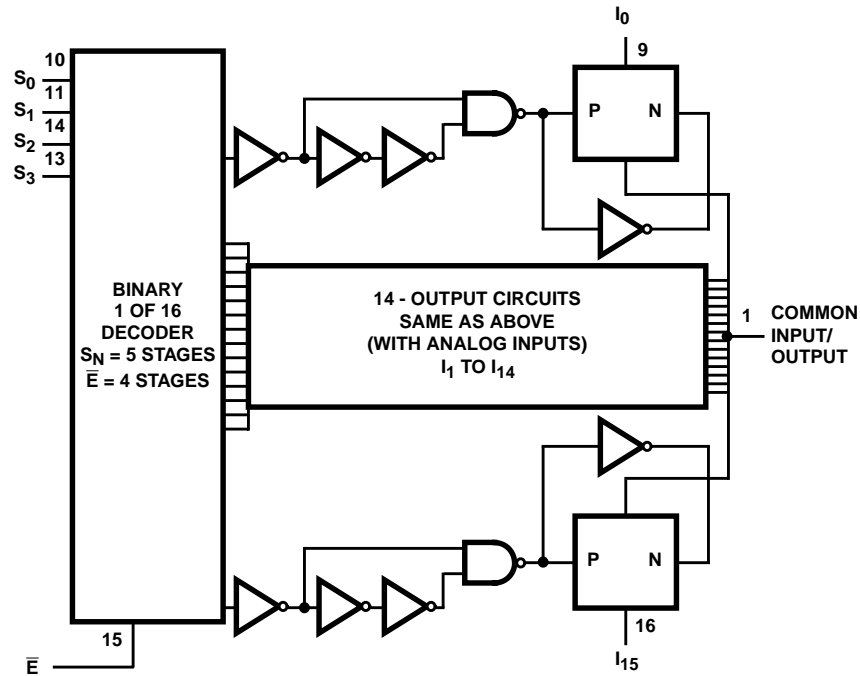 I0
9
10
S0
11
S1
14
S2
13
S3
P N
BINARY
1 OF 16
DECODER
SN = 5 STAGES
E̅ = 4 STAGES
14 - OUTPUT CIRCUITS
SAME AS ABOVE
(WITH ANALOG INPUTS)
I1 TO I14
1
COMMON
INPUT/
OUTPUT
P N
15
E̅
16
I15